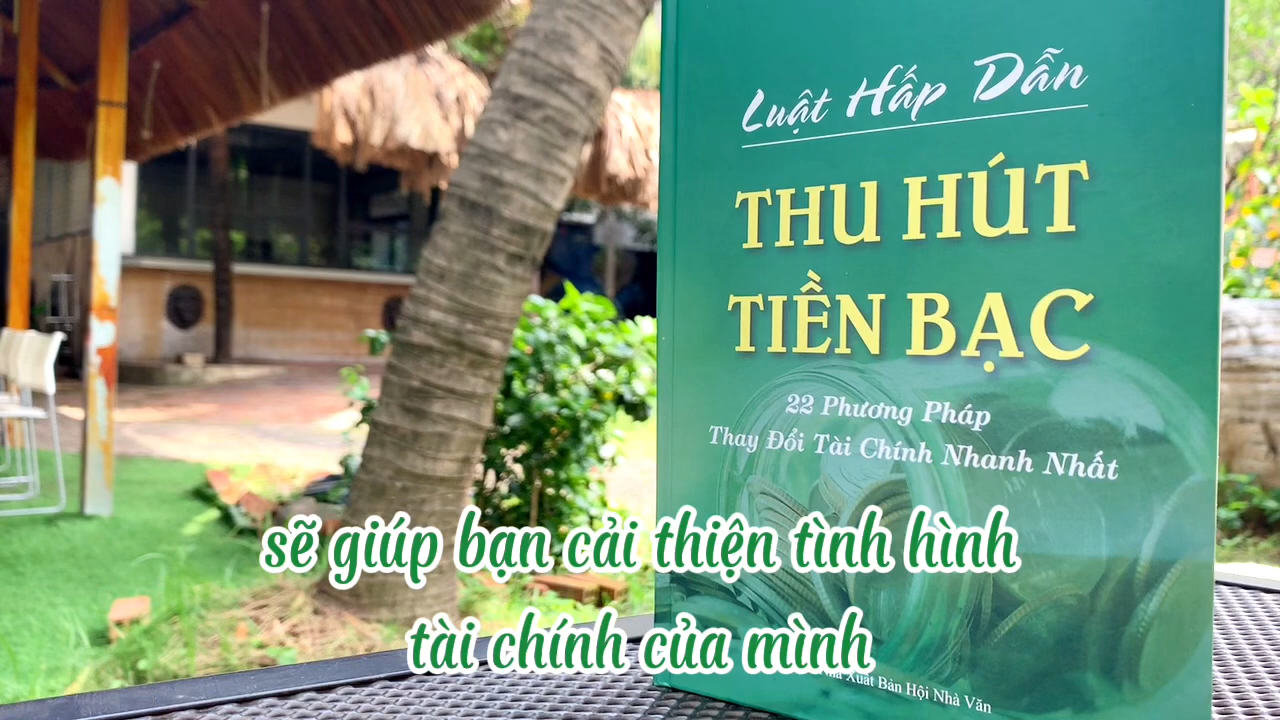 Luật Hấp Dẫn
THU HÚT
TIỀN BẠC
22 Phương Pháp
Thay Đổi Tài Chính Nhanh Nhất
sẽ giúp bạn cải thiện tình hình
tài chính của mình
Xuất Bản Hội Nhà Văn